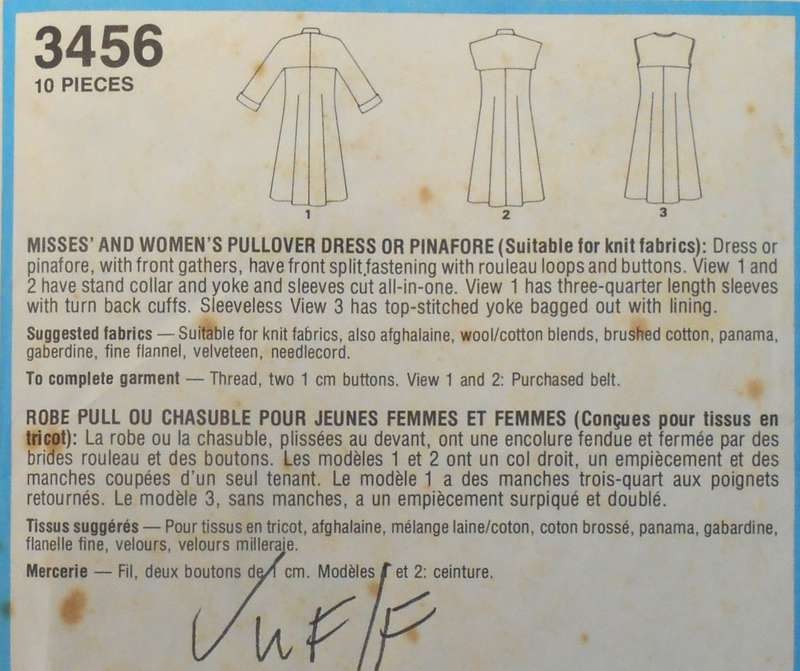 3456
10 PIECES
1
2
3
MISSES' AND WOMEN'S PULLOVER DRESS OR PINAFORE (Suitable for knit fabrics): Dress or
pinafore, with front gathers, have front split,fastening with rouleau loops and buttons. View 1 and
2 have stand collar and yoke and sleeves cut all-in-one. View 1 has three-quarter length sleeves
with turn back cuffs. Sleeveless View 3 has top-stitched yoke bagged out with lining.
Suggested fabrics — Suitable for knit fabrics, also afghalaine, wool/cotton blends, brushed cotton, panama,
gaberdine, fine flannel, velveteen, needlecord.
To complete garment — Thread, two 1 cm buttons. View 1 and 2: Purchased belt.
ROBE PULL OU CHASUBLE POUR JEUNES FEMMES ET FEMMES (Conçues pour tissus en
tricot): La robe ou la chasuble, plissées au devant, ont une encolure fendue et fermée par des
brides rouleau et des boutons. Les modèles 1 et 2 ont un col droit, un empiècement et des
manches coupées d'un seul tenant. Le modèle 1 a des manches trois-quart aux poignets
retournés. Le modèle 3, sans manches, a un empiècement surpiqué et doublé.
Tissus suggérés — Pour tissus en tricot, afghalaine, mélange laine/coton, coton brossé, panama, gabardine,
flanelle fine, velours, velours milleraie.
Mercerie — Fil, deux boutons de 1 cm. Modèles 1 et 2: ceinture.